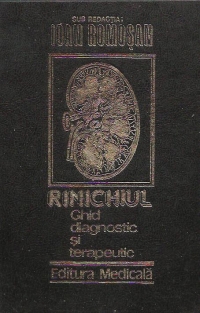 SUB REDACȚIA:
IOAN ROMOȘAN
RINICHIUL
Ghid
diagnostic
și
terapeutic
Editura Medicală